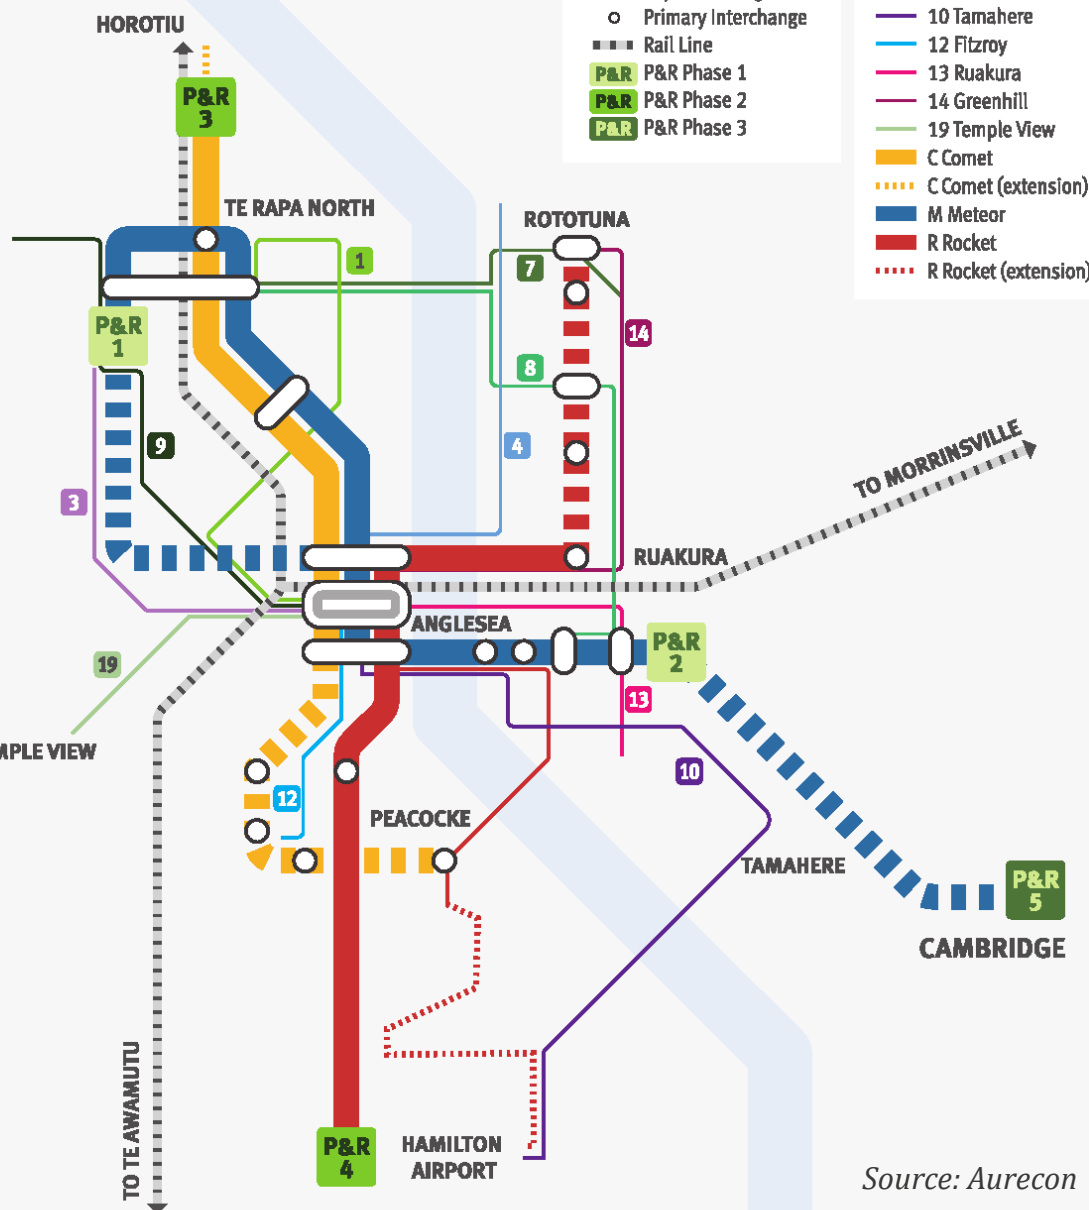 HOROTIU
Primary Interchange
Rail Line
P&R P&R Phase 1
P&R P&R Phase 2
P&R P&R Phase 3
10 Tamahere
12 Fitzroy
13 Ruakura
14 Greenhill
19 Temple View
C Comet
C Comet (extension)
M Meteor
R Rocket
R Rocket (extension)
P&R
3
TE RAPA NORTH
ROTOTUNA
1
7
P&R
1
14
8
9
4
3
TO MORRINSVILLE
RUAKURA
ANGLESEA
P&R
2
19
13
MPLE VIEW
10
12
PEACOCKE
TAMAHERE
P&R
5
CAMBRIDGE
TO TE AWAMUTU
P&R
4
HAMILTON
AIRPORT
Source: Aurecon